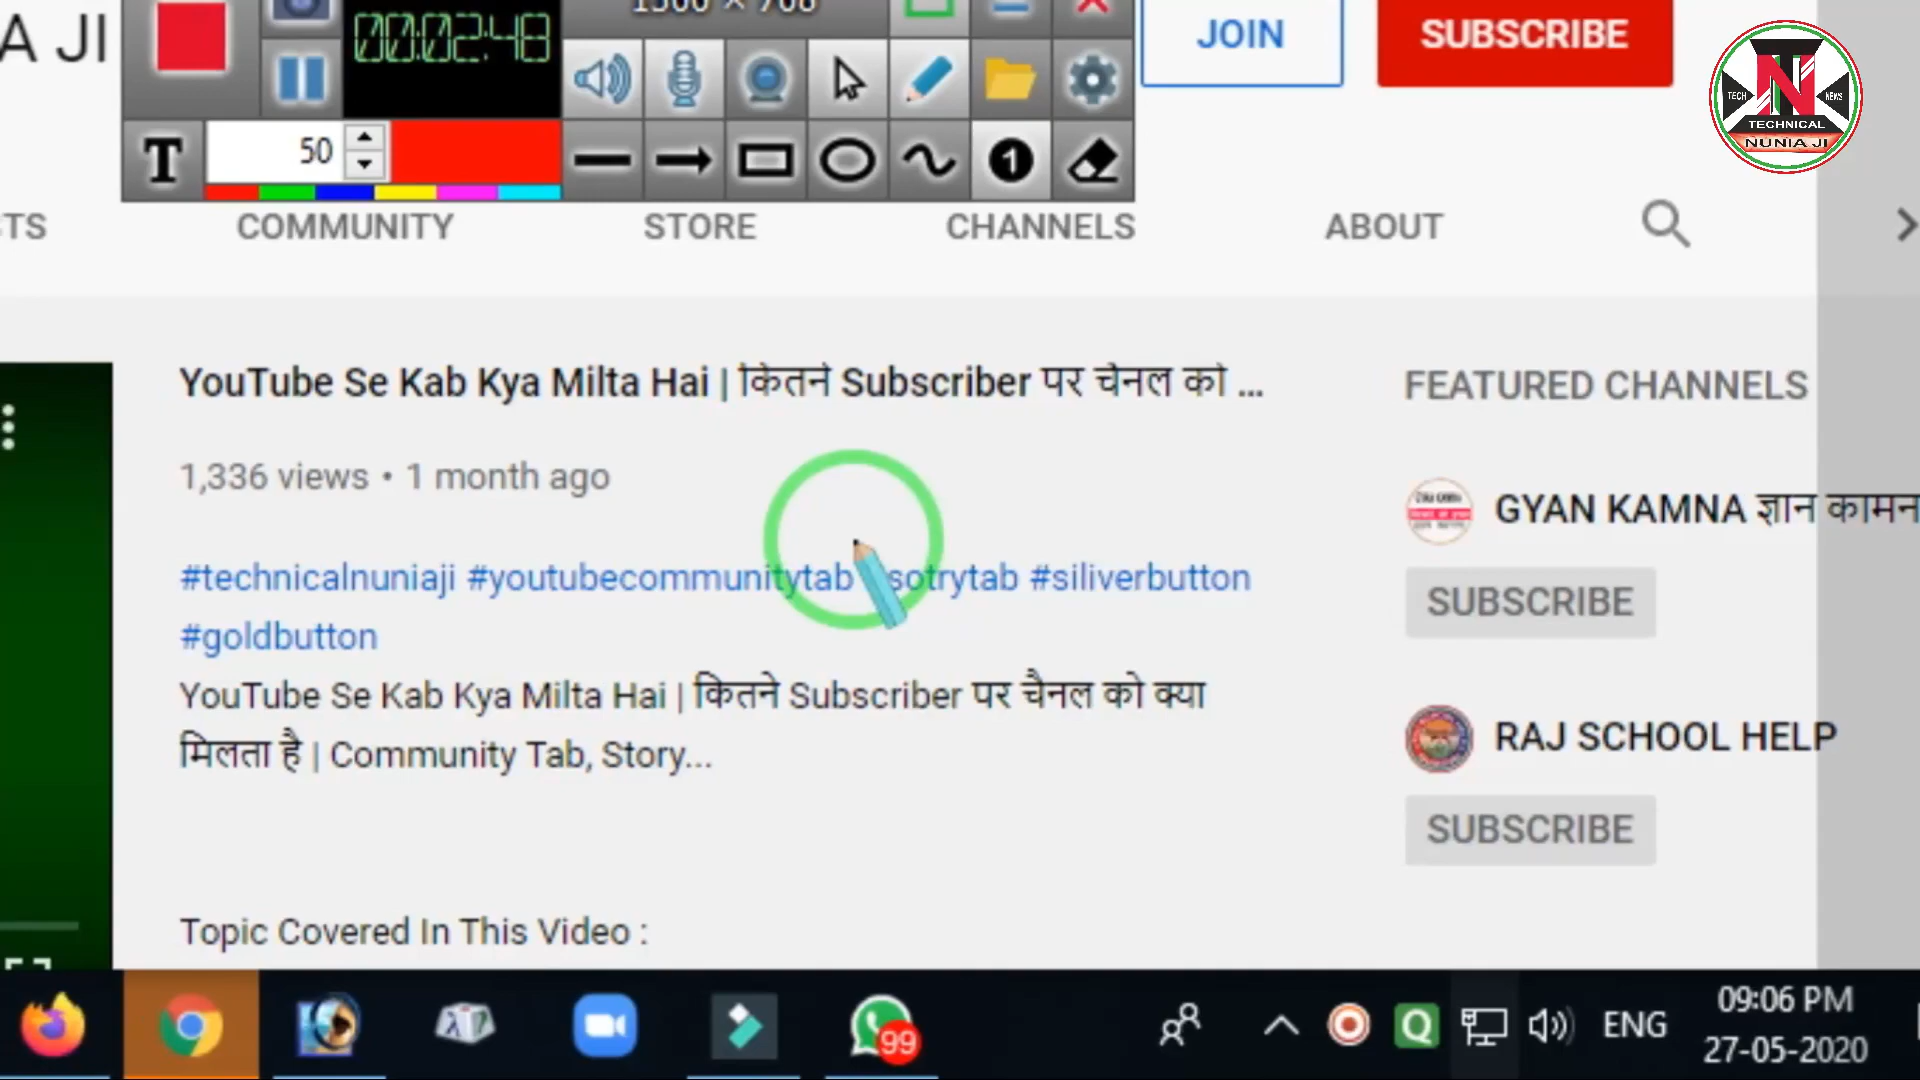 A JI
00:02:48
JOIN
SUBSCRIBE
TECH
NEWS
TECHNICAL
NUNIA JI
T
50
1
TS
COMMUNITY
STORE
CHANNELS
ABOUT
YouTube Se Kab Kya Milta Hai | कितने Subscriber पर चैनल को ...
1,336 views • 1 month ago
#technicalnuniaji #youtubecommunitytab sotrytab #siliverbutton
#goldbutton
YouTube Se Kab Kya Milta Hai | कितने Subscriber पर चैनल को क्या
मिलता है | Community Tab, Story...
Topic Covered In This Video :
FEATURED CHANNELS
GYAN KAMNA ज्ञान कामन
SUBSCRIBE
RAJ SCHOOL HELP
SUBSCRIBE
99
ENG
09:06 PM
27-05-2020